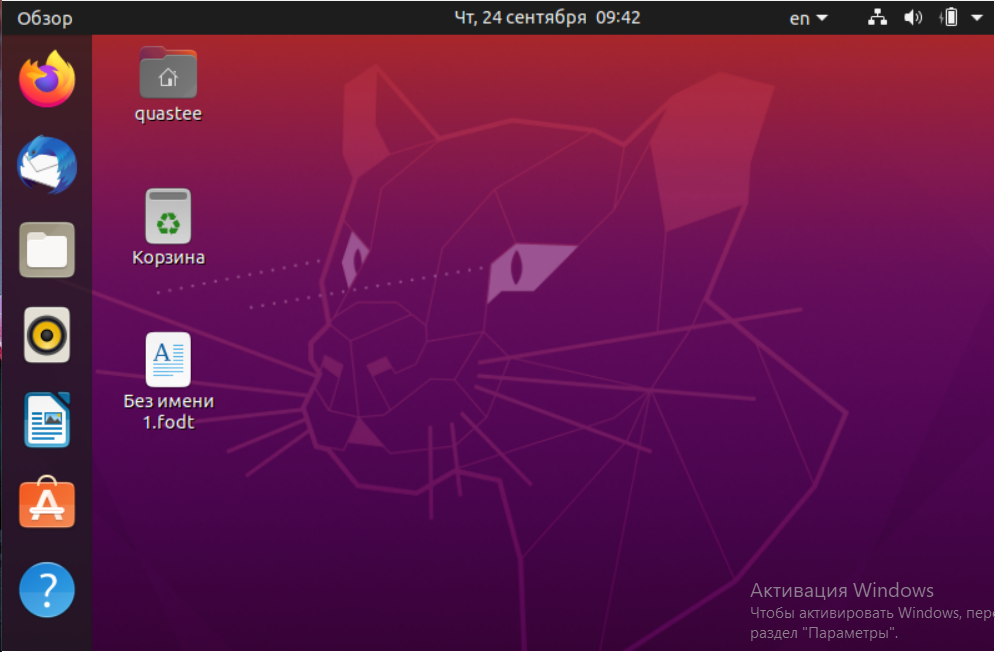 Обзор
Чт, 24 сентября 09:42
en
quastee
Корзина
A
Без имени
1.fodt
?
Активация Windows
Чтобы активировать Windows,
раздел "Параметры".